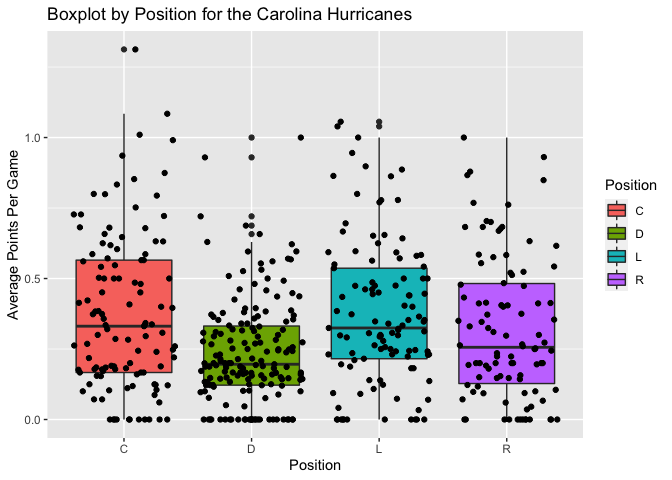 Boxplot by Position for the Carolina Hurricanes
Average Points Per Game
1.0
0.5
0.0
C D L R
Position
Position
C
D
L
R